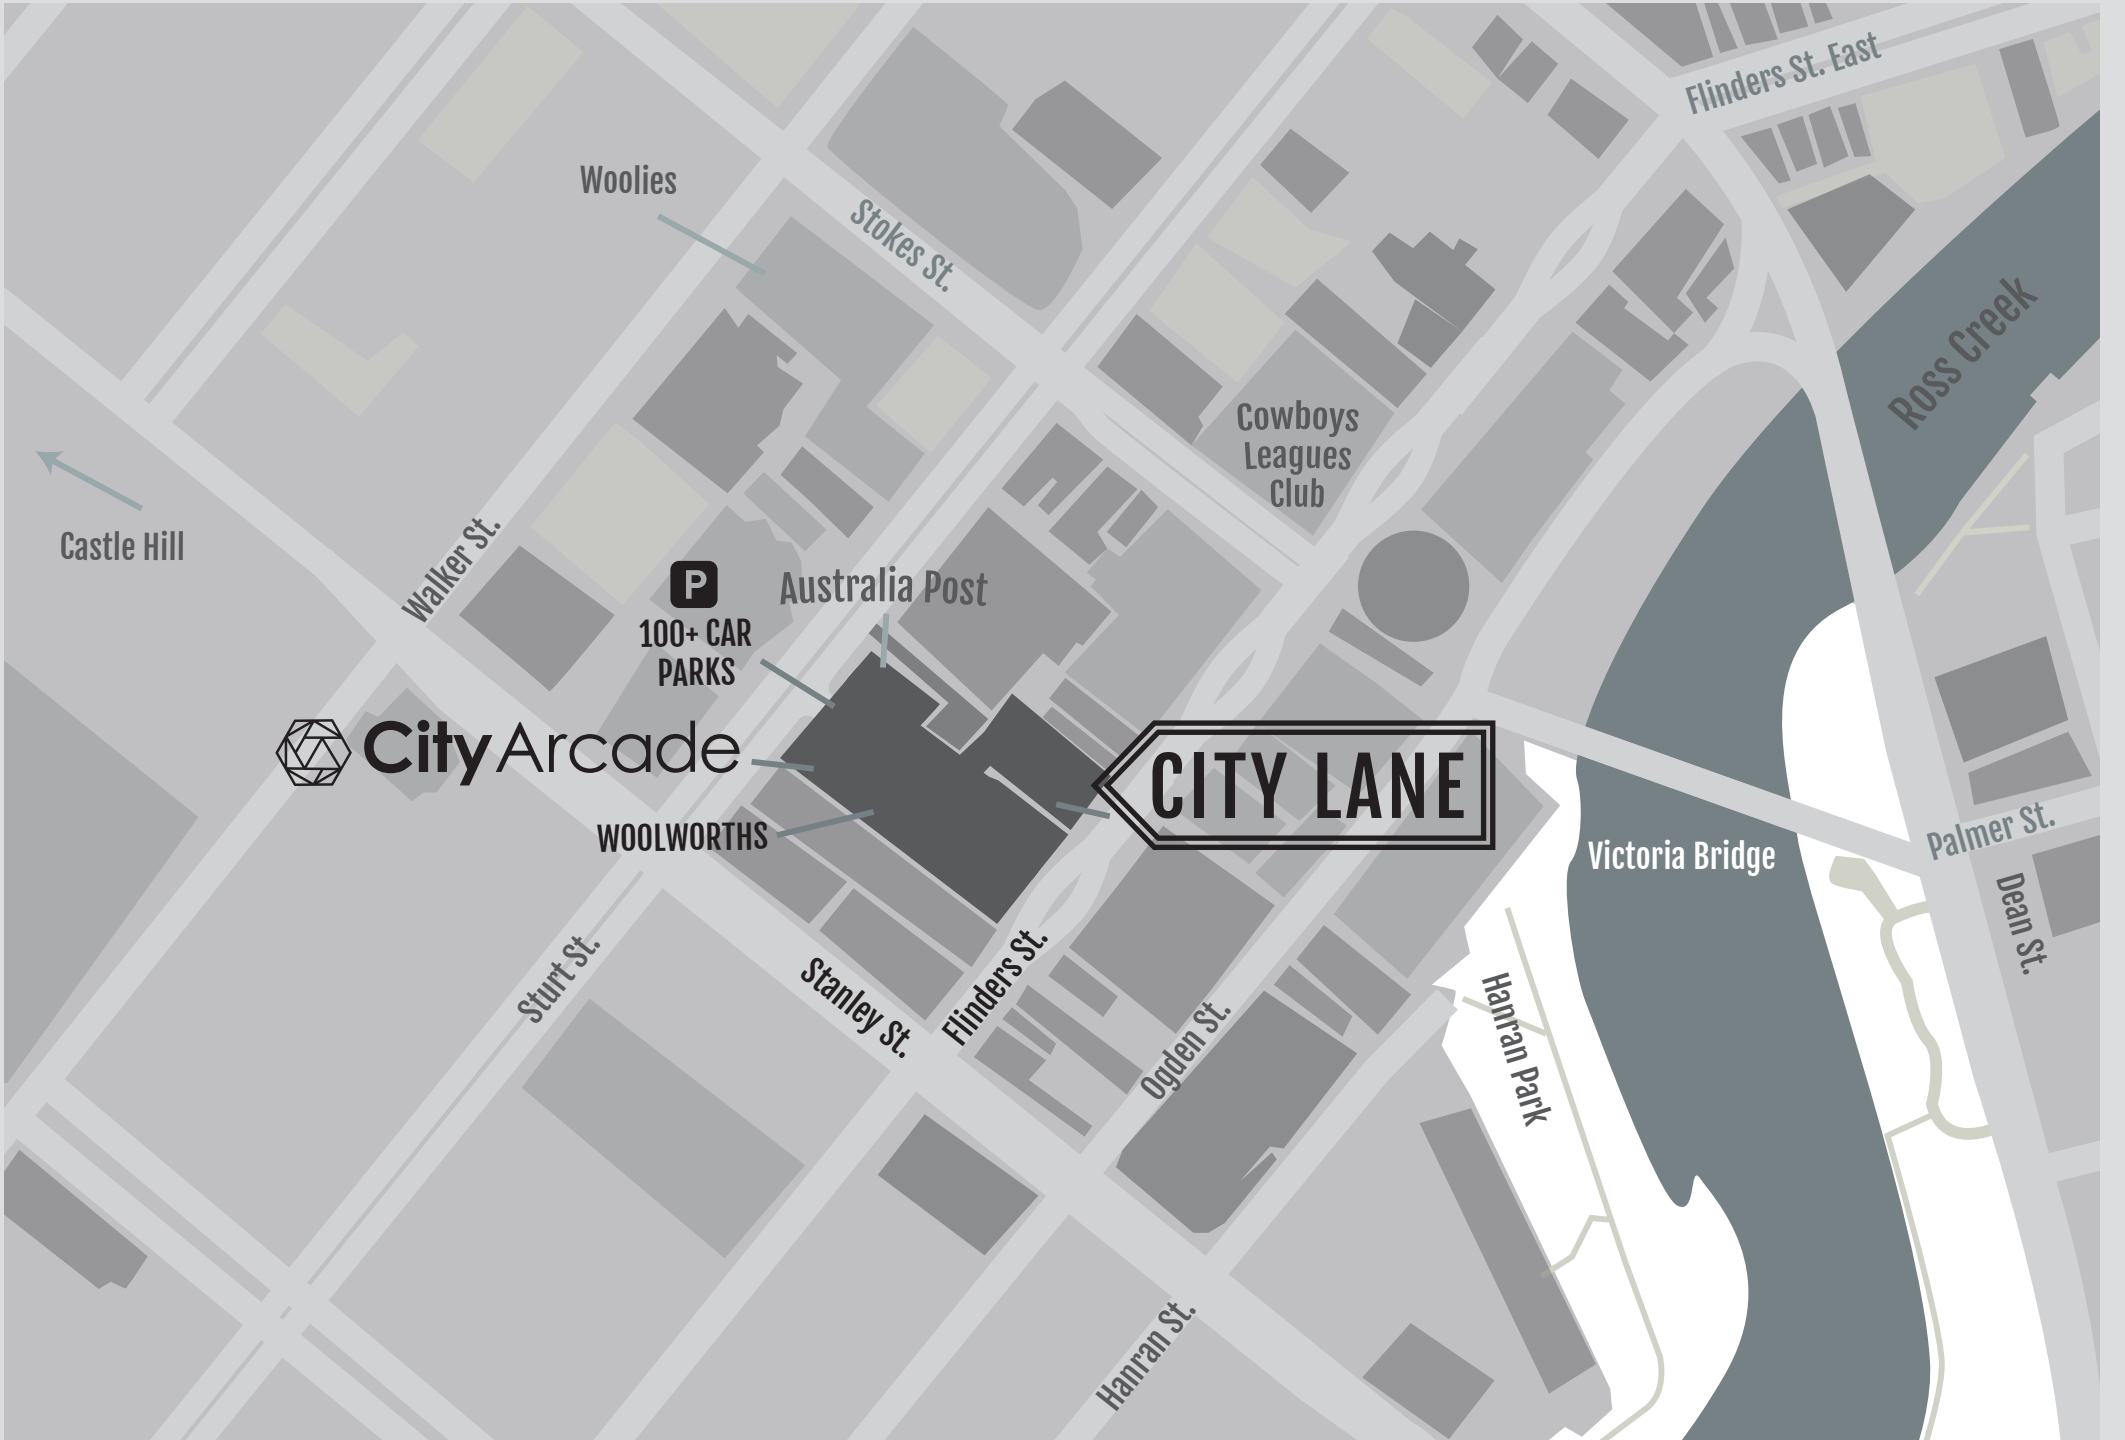 Flinders St. East
Woolies
Stokes St.
Ross Creek
Cowboys
Leagues
Club
Castle Hill
Walker St.
P
100+ CAR
PARKS
Australia Post
City Arcade
CITY LANE
WOOLWORTHS
Victoria Bridge
Palmer St.
Dean St.
Sturt St.
Stanley St.
Flinders St.
Ogden St.
Hanran Park
Hanran St.